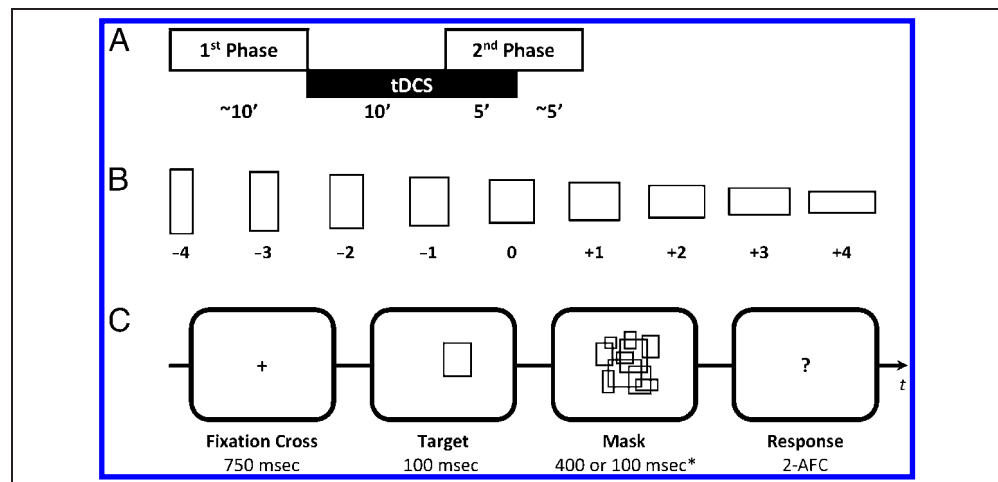 A
1st Phase
2nd Phase
tDCS
~10’ 10’ 5’ ~5’
B
−4 −3 −2 −1 0 +1 +2 +3 +4
C
+ ?
t
Fixation Cross Target Mask Response
750 msec 100 msec 400 or 100 msec* 2-AFC